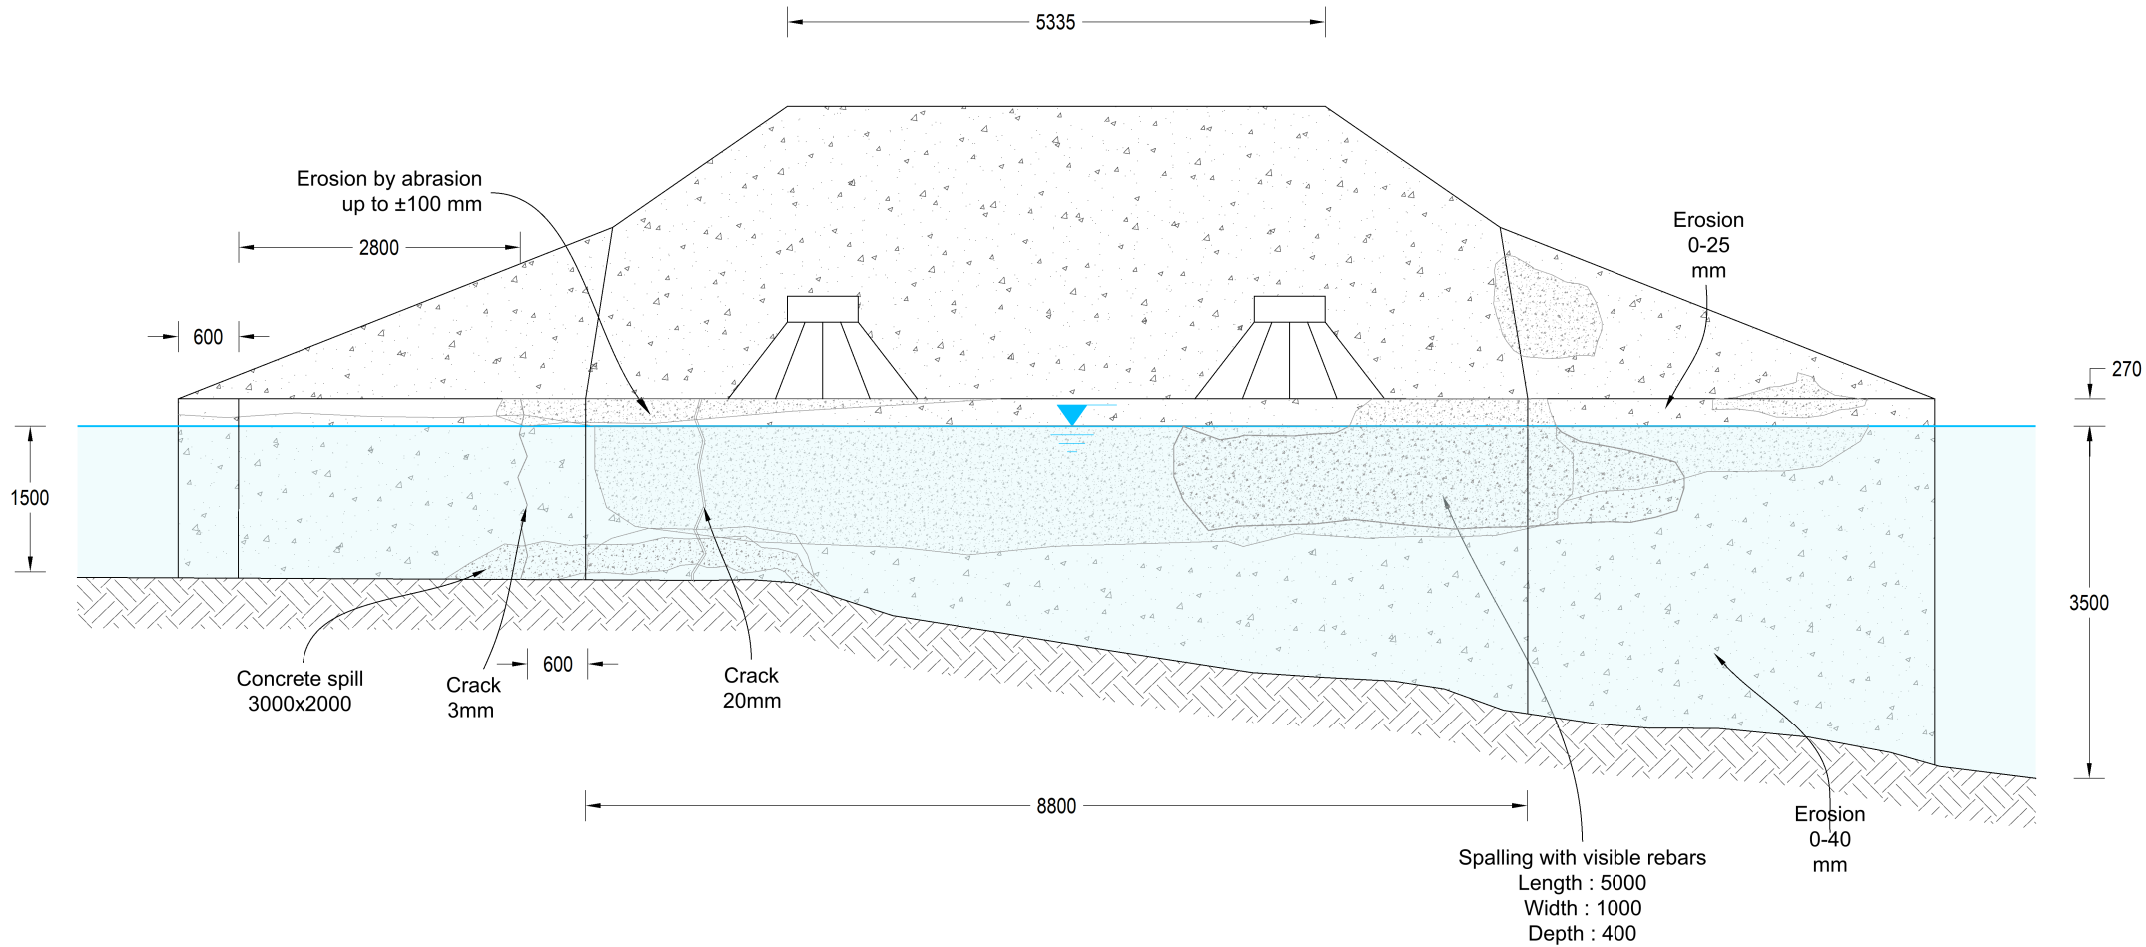 5335
Erosion by abrasion
up to ±100 mm
2800
Erosion
0-25
mm
600
270
1500
3500
Concrete spill
3000x2000
Crack
3mm
600
Crack
20mm
8800
Erosion
0-40
mm
Spalling with visible rebars
Length : 5000
Width : 1000
Depth : 400